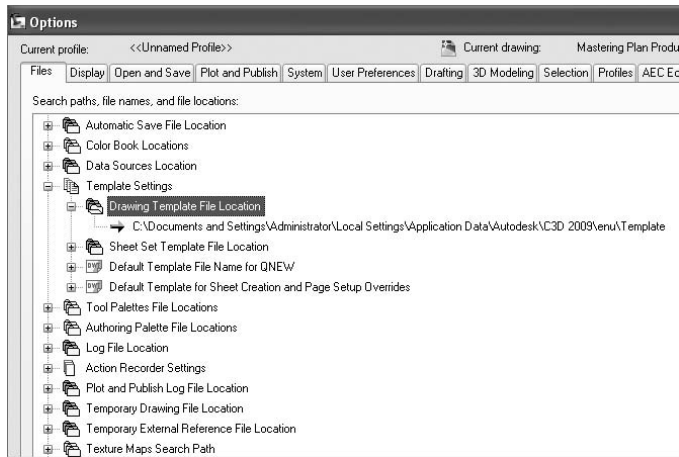 Options
Current profile: <<Unnamed Profile>> Current drawing: Mastering Plan Produ
Files Display Open and Save Plot and Publish System User Preferences Drafting 3D Modeling Selection Profiles AEC Ed
Search paths, file names, and file locations:
Automatic Save File Location
Color Book Locations
Data Sources Location
Template Settings
Drawing Template File Location
C:\Documents and Settings\Administrator\Local Settings\Application Data\Autodesk\C3D 2009\enu\Template
Sheet Set Template File Location
Default Template File Name for QNEW
Default Template for Sheet Creation and Page Setup Overrides
Tool Palettes File Locations
Authoring Palette File Locations
Log File Location
Action Recorder Settings
Plot and Publish Log File Location
Temporary Drawing File Location
Temporary External Reference File Location
Texture Maps Search Path